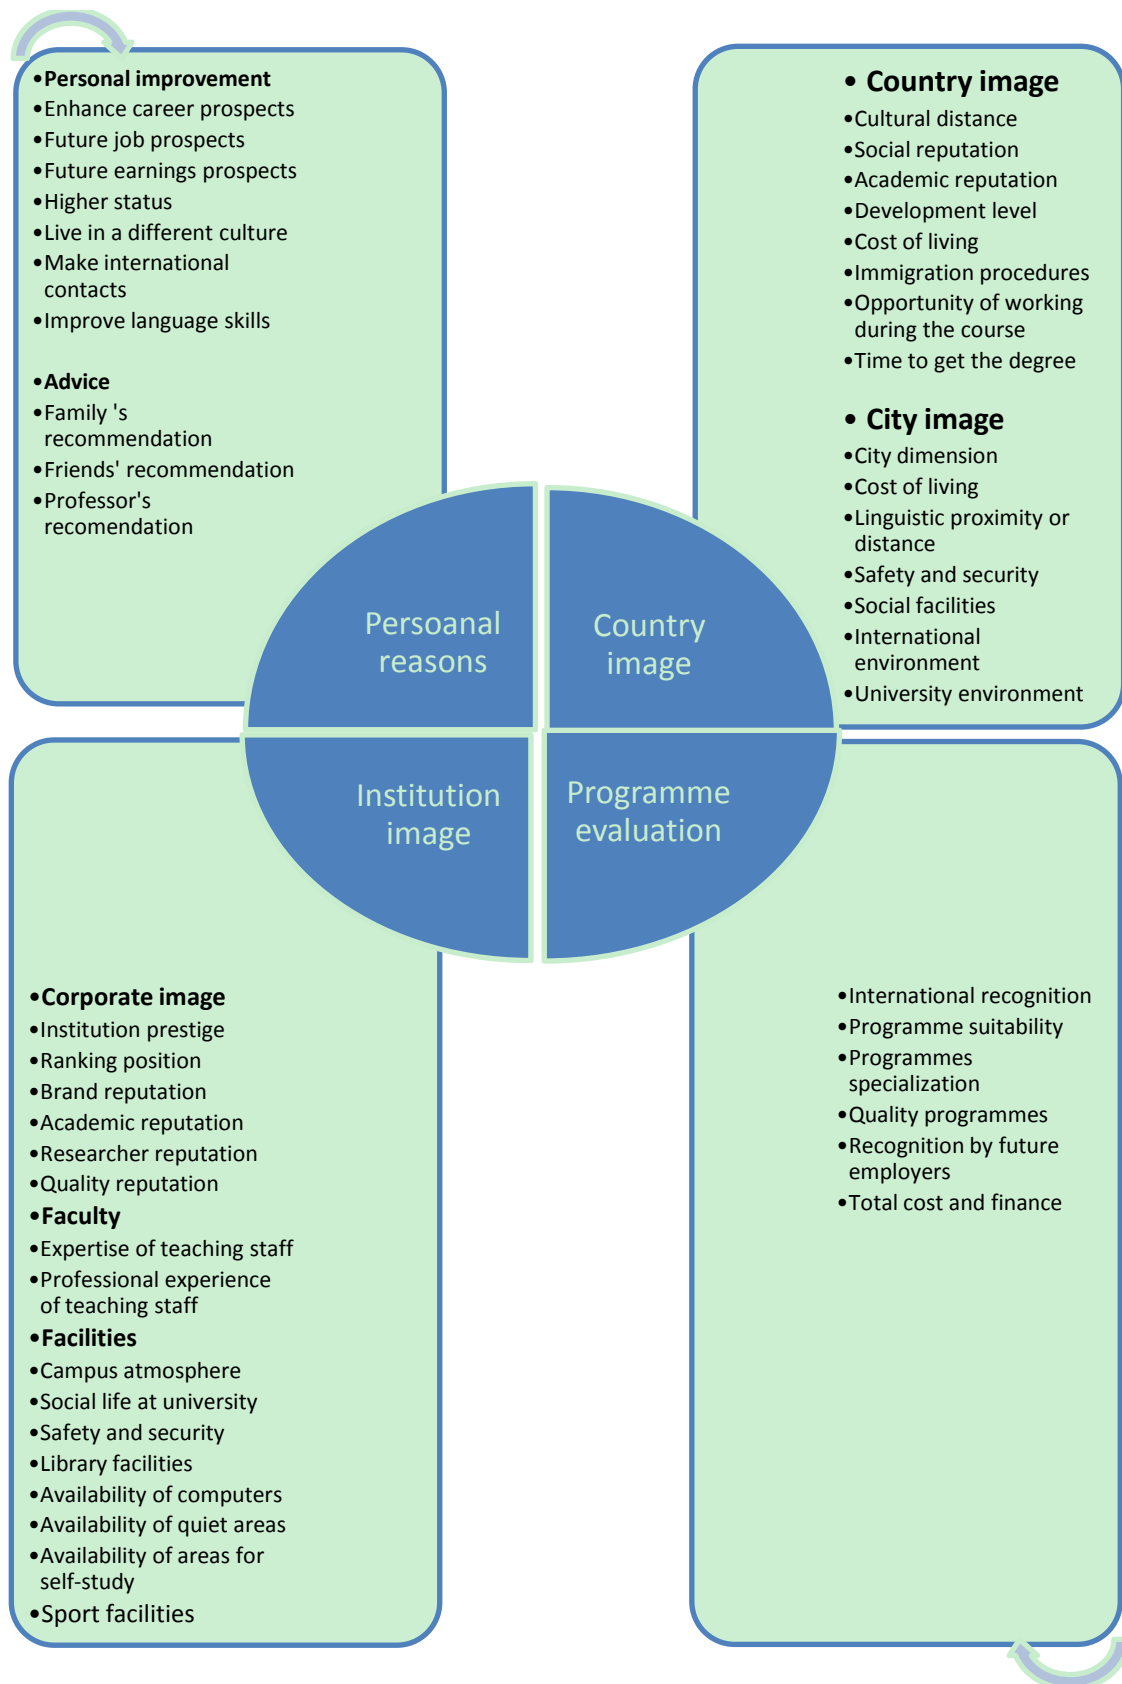 •Personal improvement
•Enhance career prospects
•Future job prospects
•Future earnings prospects
•Higher status
•Live in a different culture
•Make international
contacts
•Improve language skills
•Advice
•Family 's
recommendation
•Friends' recommendation
•Professor's
recomendation
• Country image
•Cultural distance
•Social reputation
•Academic reputation
•Development level
•Cost of living
•Immigration procedures
•Opportunity of working
during the course
•Time to get the degree
• City image
•City dimension
•Cost of living
•Linguistic proximity or
distance
•Safety and security
•Social facilities
•International
environment
•University environment
Persoanal
reasons
Country
image
Institution
image
Programme
evaluation
•Corporate image
•Institution prestige
•Ranking position
•Brand reputation
•Academic reputation
•Researcher reputation
•Quality reputation
•Faculty
•Expertise of teaching staff
•Professional experience
of teaching staff
•Facilities
•Campus atmosphere
•Social life at university
•Safety and security
•Library facilities
•Availability of computers
•Availability of quiet areas
•Availability of areas for
self-study
•Sport facilities
•International recognition
•Programme suitability
•Programmes
specialization
•Quality programmes
•Recognition by future
employers
•Total cost and finance